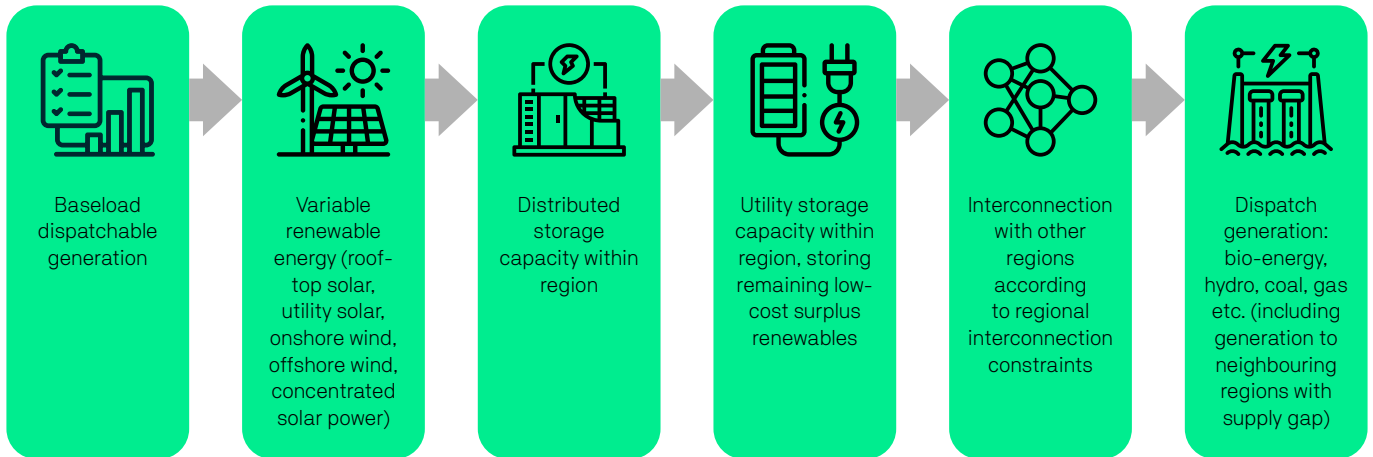 Baseload
dispatchable
generation
Variable
renewable
energy (roof-
top solar,
utility solar,
onshore wind,
offshore wind,
concentrated
solar power)
Distributed
storage
capacity within
region
Utility storage
capacity within
region, storing
remaining low-
cost surplus
renewables
Interconnection
with other
regions
according
to regional
interconnection
constraints
Dispatch
generation:
bio-energy,
hydro, coal, gas
etc. (including
generation to
neighbouring
regions with
supply gap)